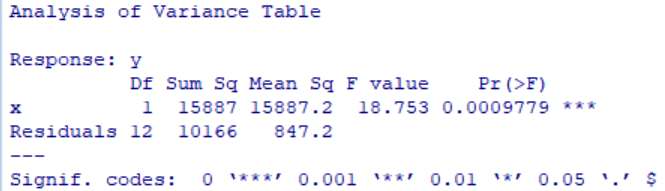 Analysis of Variance Table
Response: y
Df Sum Sq Mean Sq F value Pr(>F)
x 1 15887 15887.2 18.753 0.0009779 ***
Residuals 12 10166 847.2
---
Signif. codes: 0 ‘***’ 0.001 ‘**’ 0.01 ‘*’ 0.05 ‘.’ $